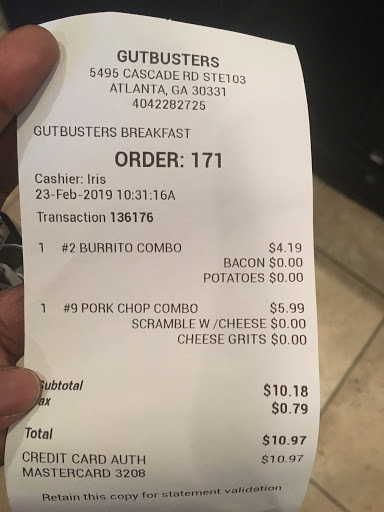 GUTBUSTERS
5495 CASCADE RD STE103
ATLANTA, GA 30331
4042282725
GUTBUSTERS BREAKFAST
ORDER: 171
Cashier: Iris
23-Feb-2019 10:31:16A
Transaction 136176
1 #2 BURRITO COMBO $4.19
BACON $0.00
POTATOES $0.00
1 #9 PORK CHOP COMBO $5.99
SCRAMBLE W /CHEESE $0.00
CHEESE GRITS $0.00
Subtotal $10.18
ax $0.79
Total $10.97
CREDIT CARD AUTH $10.97
MASTERCARD 3208
Retain this copy for statement validation